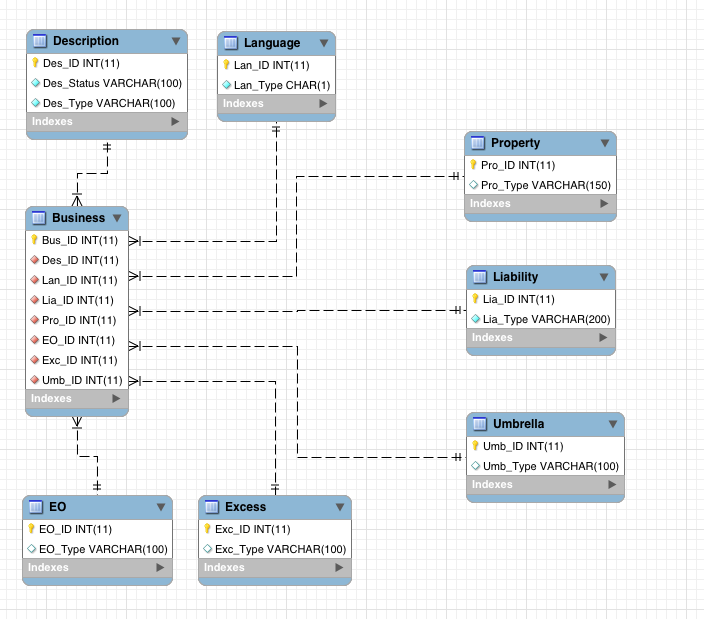 Description
Des_ID INT(11)
Des_Status VARCHAR(100)
Des_Type VARCHAR(100)
Indexes
Language
Lan_ID INT(11)
Lan_Type CHAR(1)
Indexes
Property
Pro_ID INT(11)
Pro_Type VARCHAR(150)
Indexes
Business
Bus_ID INT(11)
Des_ID INT(11)
Lan_ID INT(11)
Lia_ID INT(11)
Pro_ID INT(11)
EO_ID INT(11)
Exc_ID INT(11)
Umb_ID INT(11)
Indexes
Liability
Lia_ID INT(11)
Lia_Type VARCHAR(200)
Indexes
Umbrella
Umb_ID INT(11)
Umb_Type VARCHAR(100)
Indexes
EO
EO_ID INT(11)
EO_Type VARCHAR(100)
Indexes
Excess
Exc_ID INT(11)
Exc_Type VARCHAR(100)
Indexes